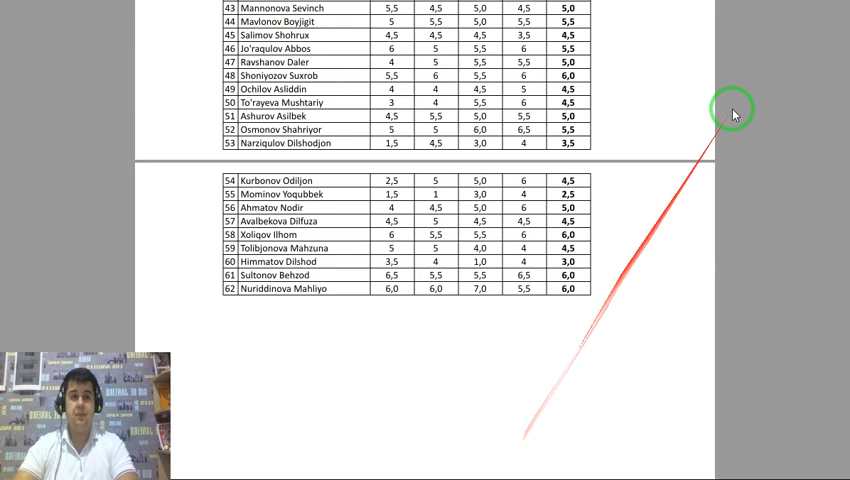 43 Mannonova Sevinch 5,5 4,5 5,0 4,5 5,0
44 Mavlonov Boyjigit 5 5,5 5,0 5,5 5,5
45 Salimov Shohrux 4,5 4,5 4,5 3,5 4,5
46 Jo'raqulov Abbos 6 5 5,5 6 5,5
47 Ravshanov Daler 4 5 5,5 5,5 5,0
48 Shoniyozov Suxrob 5,5 6 5,5 6 6,0
49 Ochilov Asliddin 4 4 4,5 5 4,5
50 To'rayeva Mushtariy 3 4 5,5 6 4,5
51 Ashurov Asilbek 4,5 5,5 5,0 5,5 5,0
52 Osmonov Shahriyor 5 5 6,0 6,5 5,5
53 Narziqulov Dilshodjon 1,5 4,5 3,0 4 3,5
54 Kurbonov Odiljon 2,5 5 5,0 6 4,5
55 Mominov Yoqubbek 1,5 1 3,0 4 2,5
56 Ahmatov Nodir 4 4,5 5,0 6 5,0
57 Avalbekova Dilfuza 4,5 5 4,5 4,5 4,5
58 Xoliqov Ilhom 6 5,5 5,5 6 6,0
59 Tolibjonova Mahzuna 5 5 4,0 4 4,5
60 Himmatov Dilshod 3,5 4 1,0 4 3,0
61 Sultonov Behzod 6,5 5,5 5,5 6,5 6,0
62 Nuriddinova Mahliyo 6,0 6,0 7,0 5,5 6,0